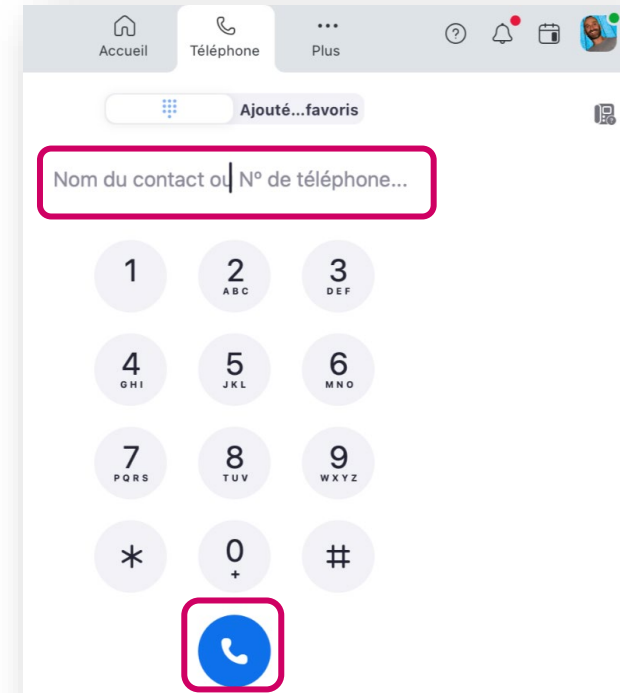 Accueil Téléphone Plus
Ajouté...favoris
Nom du contact ou N° de téléphone...
1 2 3
ABC DEF
4 5 6
GHI JKL MNO
7 8 9
PQRS TUV WXYZ
* 0 #
+